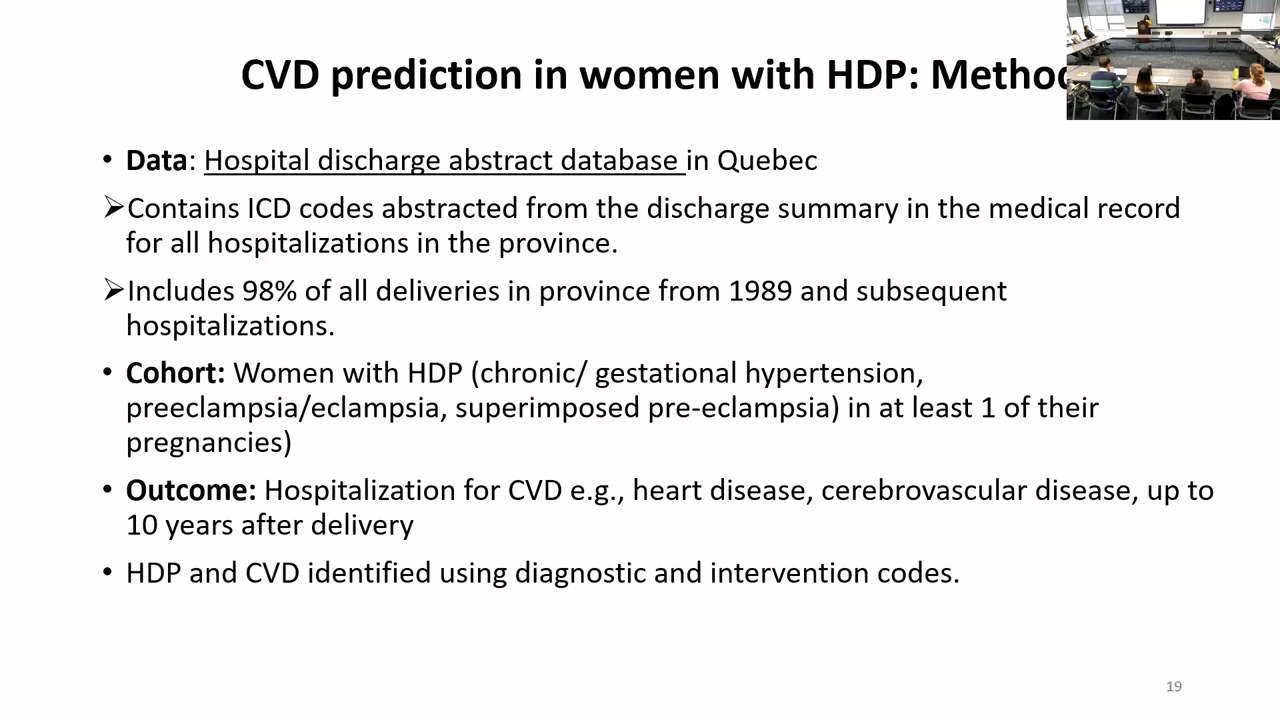 CVD prediction in women with HDP: Metho
• Data: Hospital discharge abstract database in Quebec
➢Contains ICD codes abstracted from the discharge summary in the medical record
for all hospitalizations in the province.
➢Includes 98% of all deliveries in province from 1989 and subsequent
hospitalizations.
• Cohort: Women with HDP (chronic/ gestational hypertension,
preeclampsia/eclampsia, superimposed pre-eclampsia) in at least 1 of their
pregnancies)
• Outcome: Hospitalization for CVD e.g., heart disease, cerebrovascular disease, up to
10 years after delivery
• HDP and CVD identified using diagnostic and intervention codes.
19